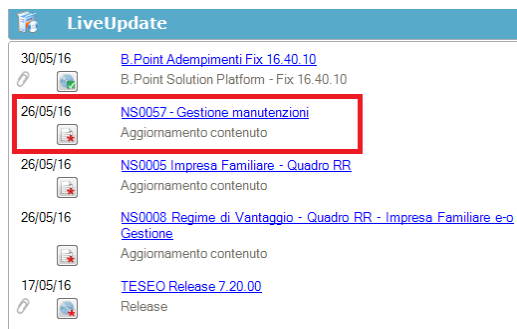 LiveUpdate
30/05/16 B.Point Adempimenti Fix 16.40.10
B.Point Solution Platform - Fix 16.40.10
26/05/16 NS0057 - Gestione manutenzioni
Aggiornamento contenuto
26/05/16 NS0005 Impresa Familiare - Quadro RR
Aggiornamento contenuto
26/05/16 NS0008 Regime di Vantaggio - Quadro RR - Impresa Familiare e-o
Gestione
Aggiornamento contenuto
17/05/16 TESEO Release 7.20.00
Release